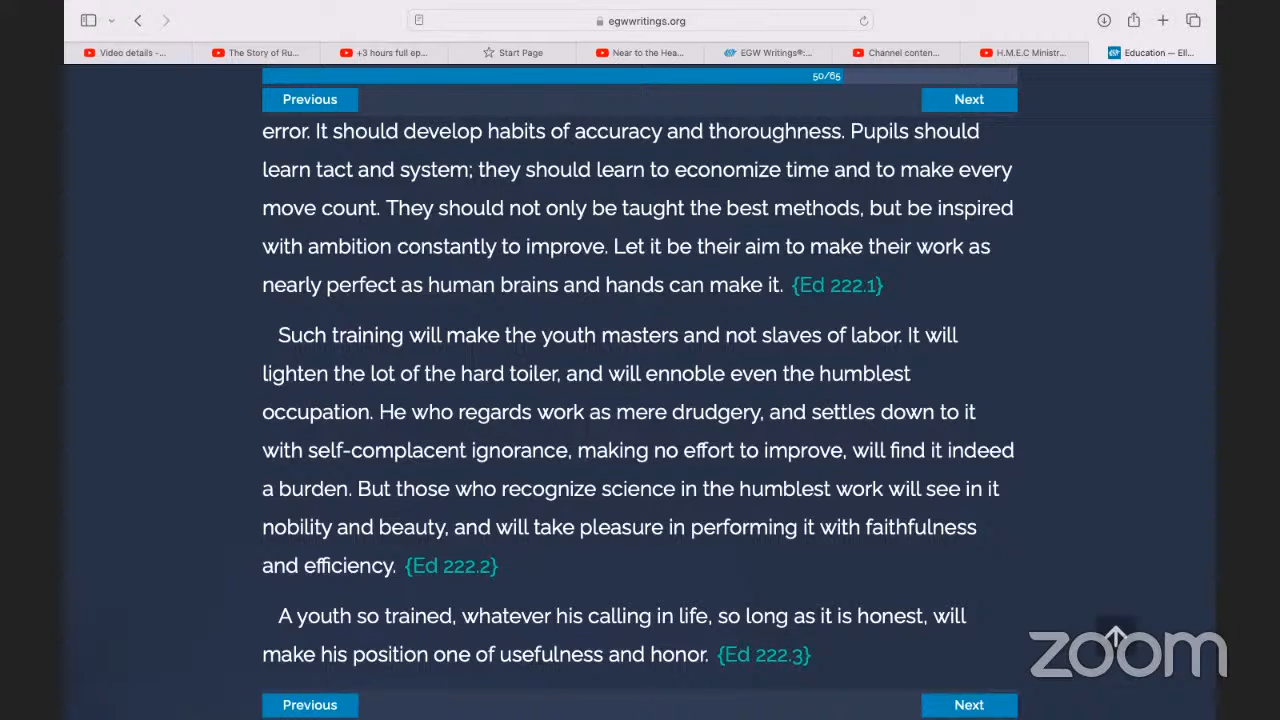 egwwritings.org
Video details -...
The Story of Ru...
+3 hours full ep...
Start Page
Near to the Hea...
EGW Writings®:...
Channel conten...
H.M.E.C Ministr...
Education — Ell...
50/65
Previous
Next
error. It should develop habits of accuracy and thoroughness. Pupils should
learn tact and system; they should learn to economize time and to make every
move count. They should not only be taught the best methods, but be inspired
with ambition constantly to improve. Let it be their aim to make their work as
nearly perfect as human brains and hands can make it. {Ed 222.1}
Such training will make the youth masters and not slaves of labor. It will
lighten the lot of the hard toiler, and will ennoble even the humblest
occupation. He who regards work as mere drudgery, and settles down to it
with self-complacent ignorance, making no effort to improve, will find it indeed
a burden. But those who recognize science in the humblest work will see in it
nobility and beauty, and will take pleasure in performing it with faithfulness
and efficiency. {Ed 222.2}
A youth so trained, whatever his calling in life, so long as it is honest, will
make his position one of usefulness and honor. {Ed 222.3}
zoom
Previous
Next